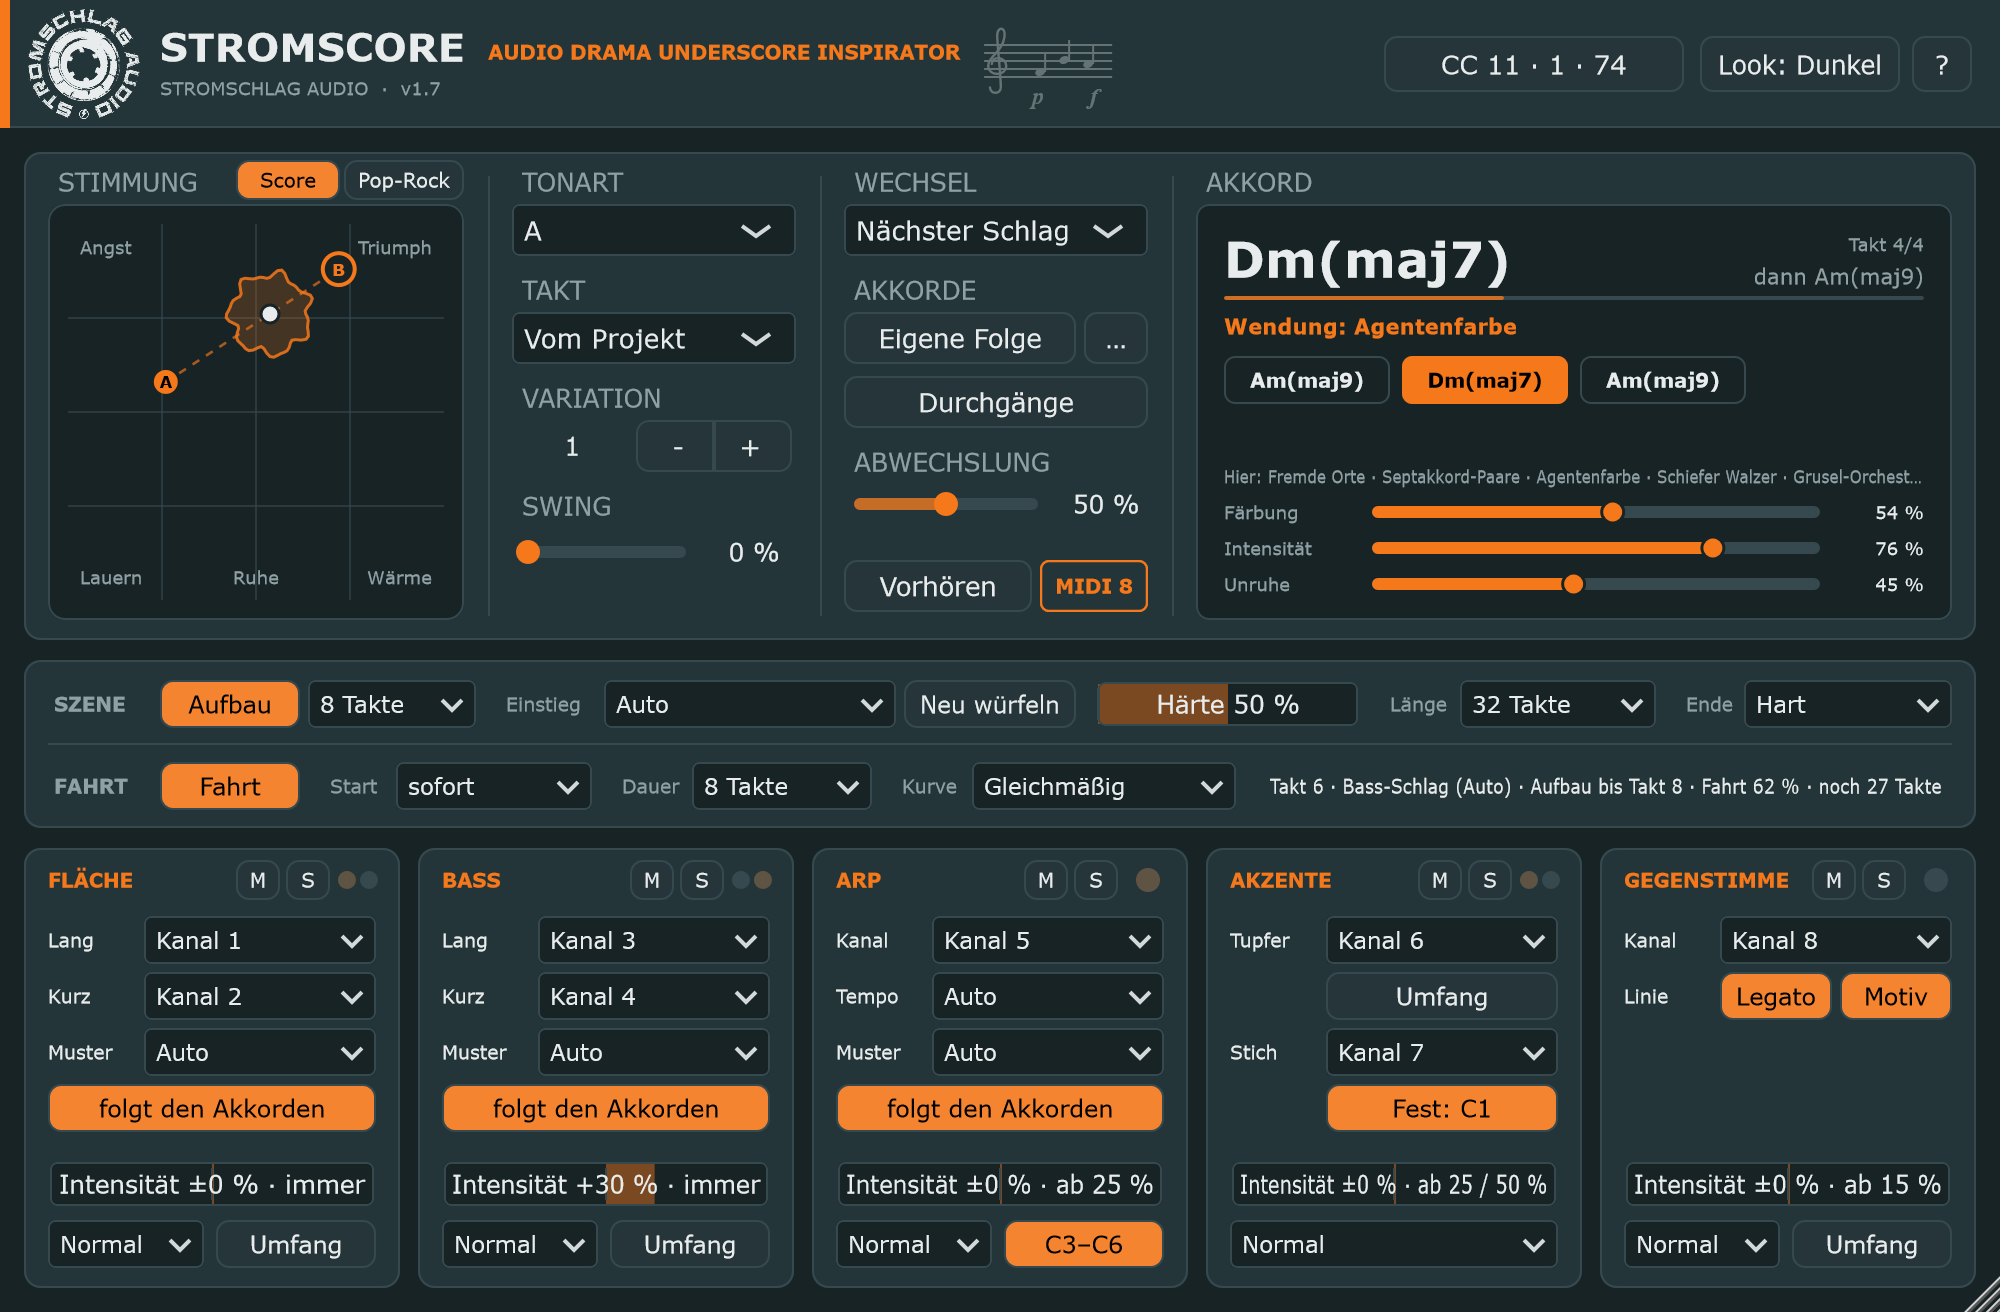 STROMSCHLAG AUDIO
STROMSCHLAG AUDIO
STROMSCORE
AUDIO DRAMA UNDERSCORE INSPIRATOR
STROMSCHLAG AUDIO · v1.7
p f
CC 11 · 1 · 74
Look: Dunkel
?
STIMMUNG
Score
Pop-Rock
Angst
Triumph
B
A
Lauern
Ruhe
Wärme
TONART
A
TAKT
Vom Projekt
VARIATION
1
-
+
SWING
0 %
WECHSEL
Nächster Schlag
AKKORDE
Eigene Folge
...
Durchgänge
ABWECHSLUNG
50 %
Vorhören
MIDI 8
AKKORD
Dm(maj7)
Takt 4/4
dann Am(maj9)
Wendung: Agentenfarbe
Am(maj9)
Dm(maj7)
Am(maj9)
Hier: Fremde Orte · Septakkord-Paare · Agentenfarbe · Schiefer Walzer · Grusel-Orchest...
Färbung 54 %
Intensität 76 %
Unruhe 45 %
SZENE
Aufbau
8 Takte
Einstieg
Auto
Neu würfeln
Härte 50 %
Länge
32 Takte
Ende
Hart
FAHRT
Fahrt
Start
sofort
Dauer
8 Takte
Kurve
Gleichmäßig
Takt 6 · Bass-Schlag (Auto) · Aufbau bis Takt 8 · Fahrt 62 % · noch 27 Takte
FLÄCHE
M
S
Lang
Kanal 1
Kurz
Kanal 2
Muster
Auto
folgt den Akkorden
Intensität ±0 % · immer
Normal
Umfang
BASS
M
S
Lang
Kanal 3
Kurz
Kanal 4
Muster
Auto
folgt den Akkorden
Intensität +30 % · immer
Normal
Umfang
ARP
M
S
Kanal
Kanal 5
Tempo
Auto
Muster
Auto
folgt den Akkorden
Intensität ±0 % · ab 25 %
Normal
C3–C6
AKZENTE
M
S
Tupfer
Kanal 6
Umfang
Stich
Kanal 7
Fest: C1
Intensität ±0 % · ab 25 / 50 %
Normal
GEGENSTIMME
M
S
Kanal
Kanal 8
Linie
Legato
Motiv
Intensität ±0 % · ab 15 %
Normal
Umfang